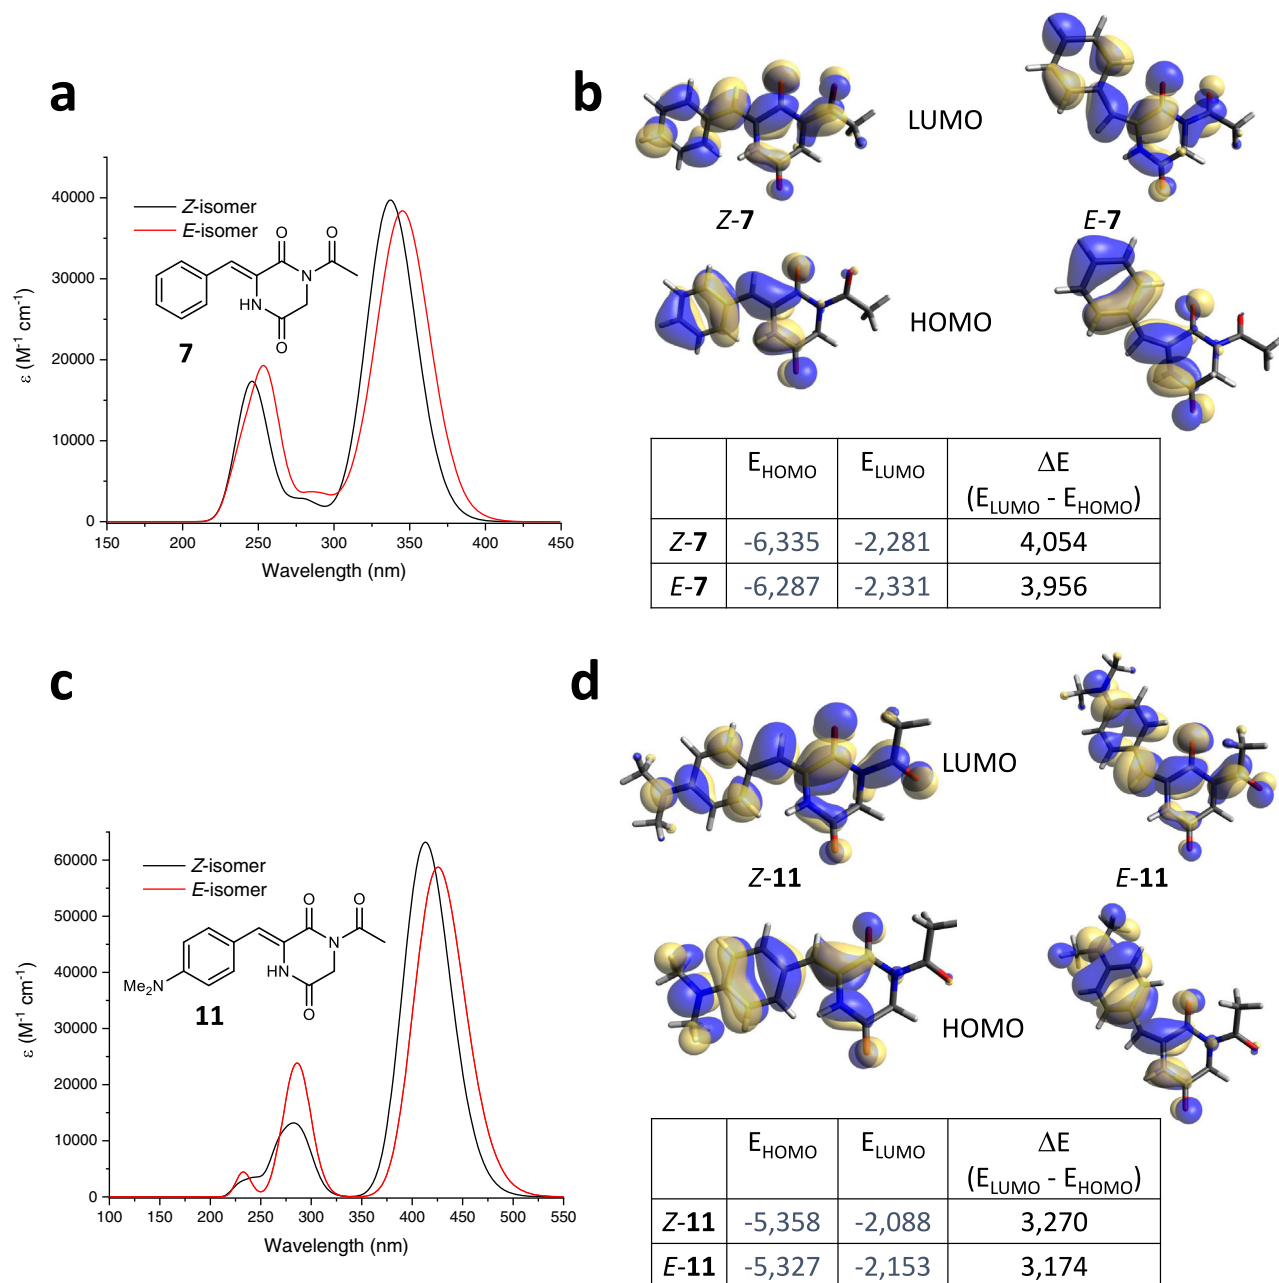 a
Z-isomer
E-isomer
O
O
N
HN
O
7
40000
30000
20000
10000
0
150
200
250
300
350
400
450
ε (M⁻¹ cm⁻¹)
Wavelength (nm)
b
LUMO
Z-7
E-7
HOMO
E_HOMO E_LUMO ΔE
(E_LUMO - E_HOMO)
Z-7 -6,335 -2,281 4,054
E-7 -6,287 -2,331 3,956
c
Z-isomer
E-isomer
O
O
N
HN
Me₂N
O
11
60000
50000
40000
30000
20000
10000
0
100
150
200
250
300
350
400
450
500
550
ε (M⁻¹ cm⁻¹)
Wavelength (nm)
d
LUMO
Z-11
E-11
HOMO
E_HOMO E_LUMO ΔE
(E_LUMO - E_HOMO)
Z-11 -5,358 -2,088 3,270
E-11 -5,327 -2,153 3,174